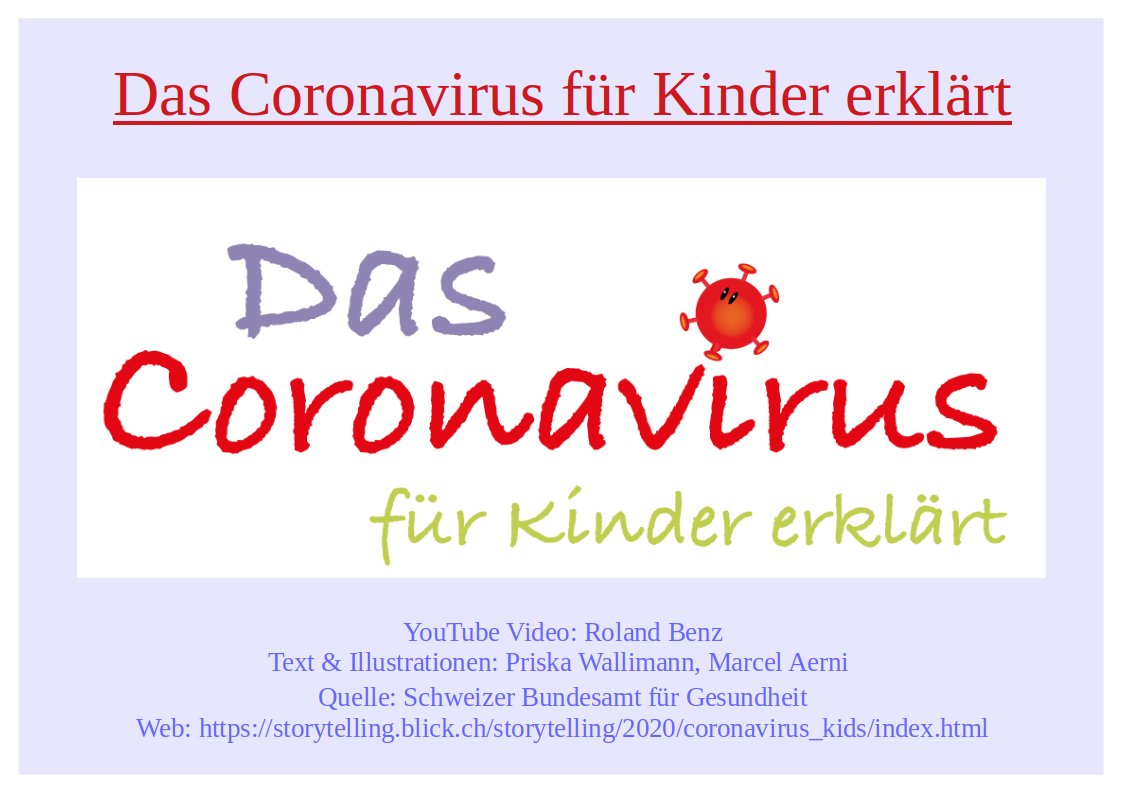 Das Coronavirus für Kinder erklärt
Das
Coronavirus
für Kinder erklärt
YouTube Video: Roland Benz
Text & Illustrationen: Priska Wallimann, Marcel Aerni
Quelle: Schweizer Bundesamt für Gesundheit
Web: https://storytelling.blick.ch/storytelling/2020/coronavirus_kids/index.html